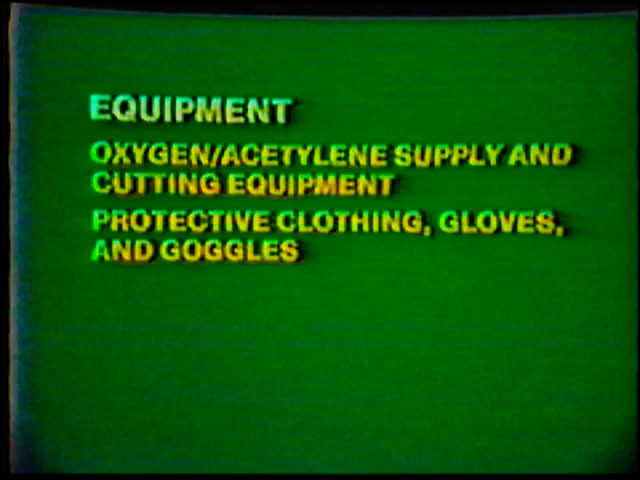 EQUIPMENT
OXYGEN/ACETYLENE SUPPLY AND
CUTTING EQUIPMENT
PROTECTIVE CLOTHING, GLOVES,
AND GOGGLES